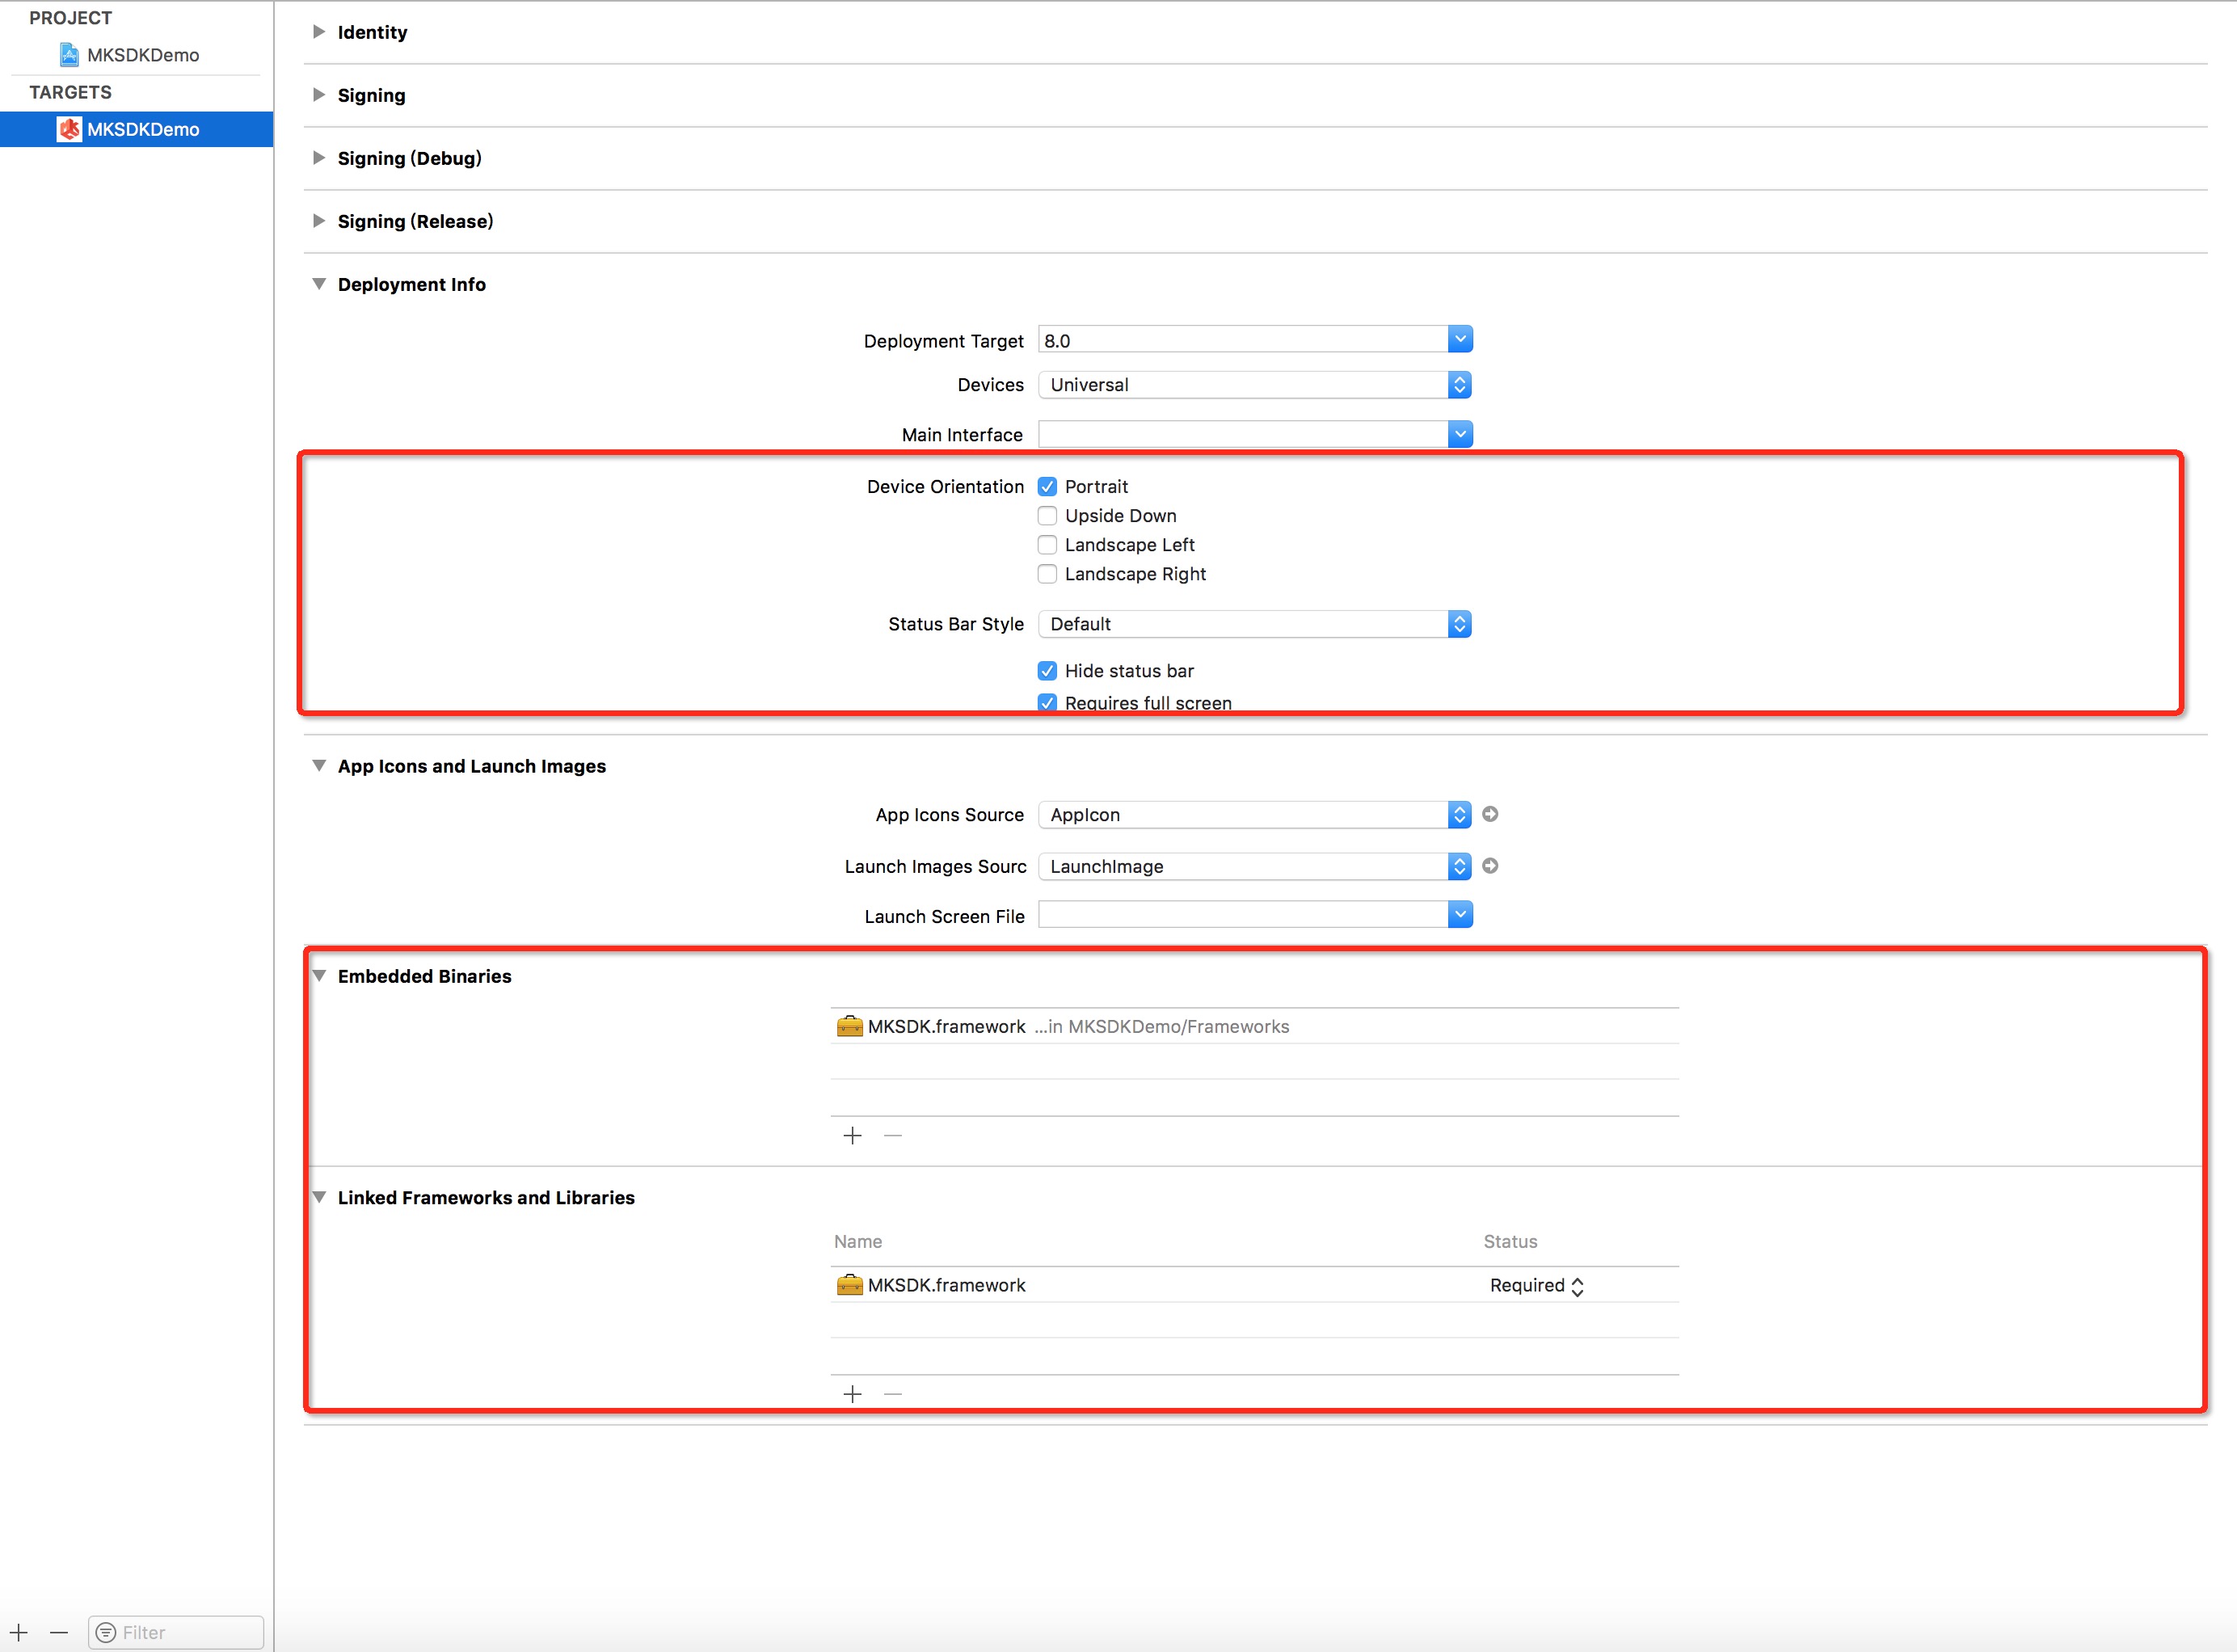 PROJECT
MKSDKDemo
TARGETS
MKSDKDemo
Identity
Signing
Signing (Debug)
Signing (Release)
Deployment Info
Deployment Target 8.0
Devices Universal
Main Interface
Device Orientation Portrait
Upside Down
Landscape Left
Landscape Right
Status Bar Style Default
Hide status bar
Requires full screen
App Icons and Launch Images
App Icons Source AppIcon
Launch Images Sourc LaunchImage
Launch Screen File
Embedded Binaries
MKSDK.framework ...in MKSDKDemo/Frameworks
Linked Frameworks and Libraries
Name Status
MKSDK.framework Required
Filter